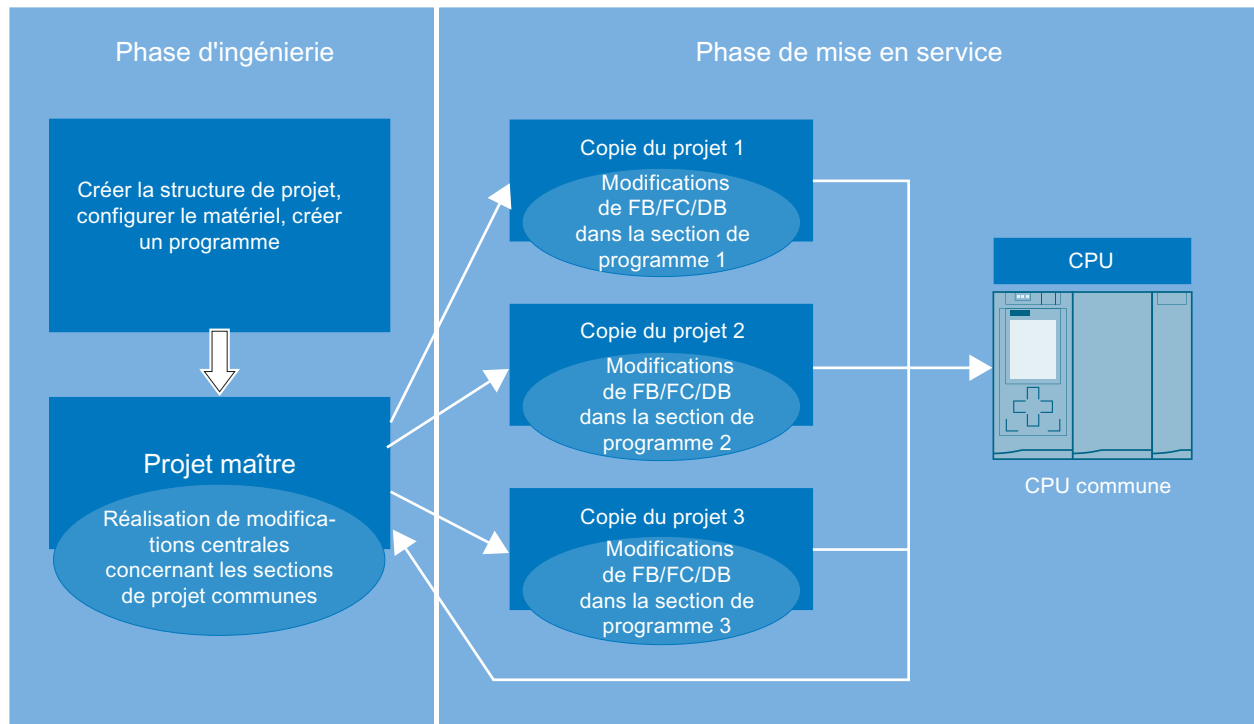 Phase d'ingénierie
Créer la structure de projet,
configurer le matériel, créer
un programme
Projet maître
Réalisation de modifica-
tions centrales
concernant les sections
de projet communes
Phase de mise en service
Copie du projet 1
Modifications
de FB/FC/DB
dans la section de
programme 1
Copie du projet 2
Modifications
de FB/FC/DB
dans la section de
programme 2
Copie du projet 3
Modifications
de FB/FC/DB
dans la section de
programme 3
CPU
CPU commune